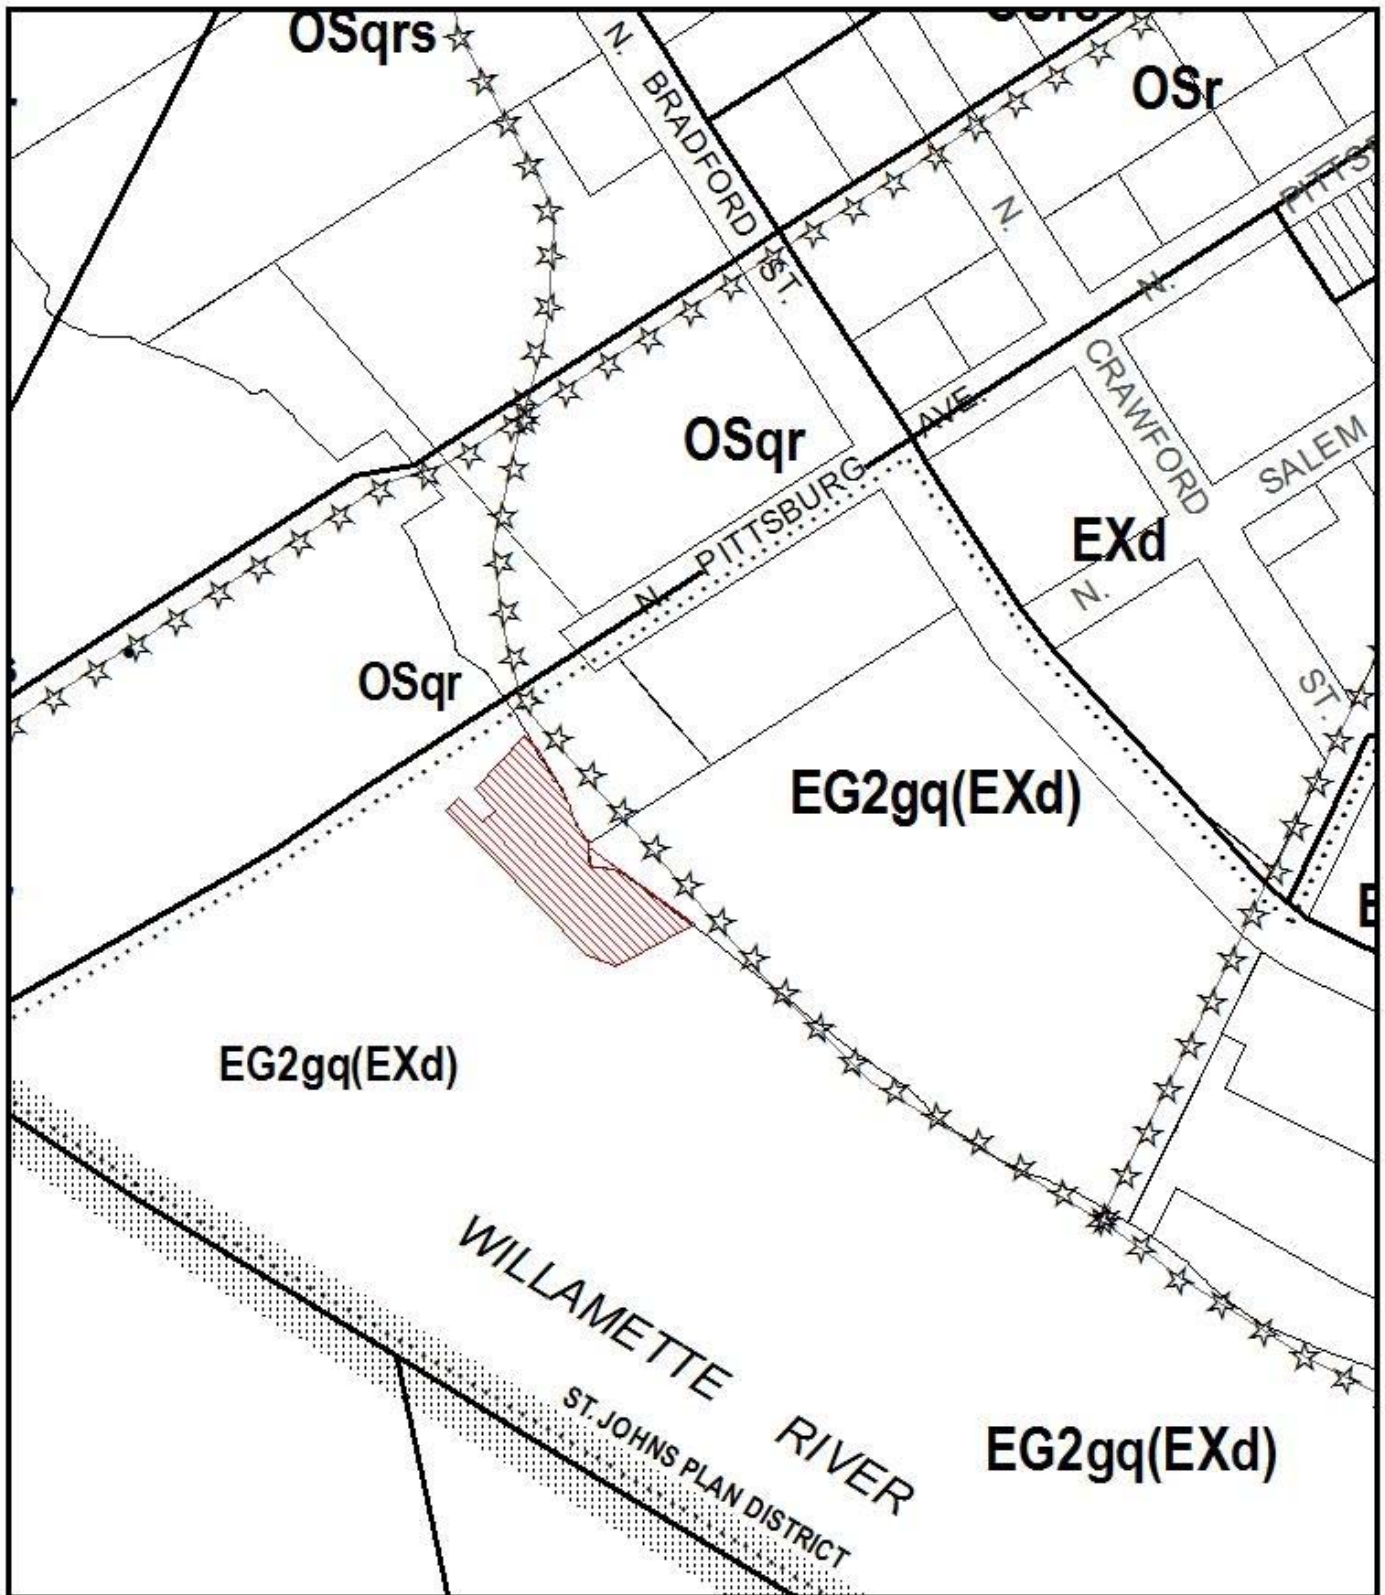 OSqrs
N. BRADFORD ST.
OSr
N.
N. PITTSBURG AVE.
N.
CRAWFORD
ST.
OSqr
N. SALEM
EXd
OSqr
EG2gq(EXd)
EG2gq(EXd)
WILLAMETTE RIVER
ST. JOHNS PLAN DISTRICT
EG2gq(EXd)